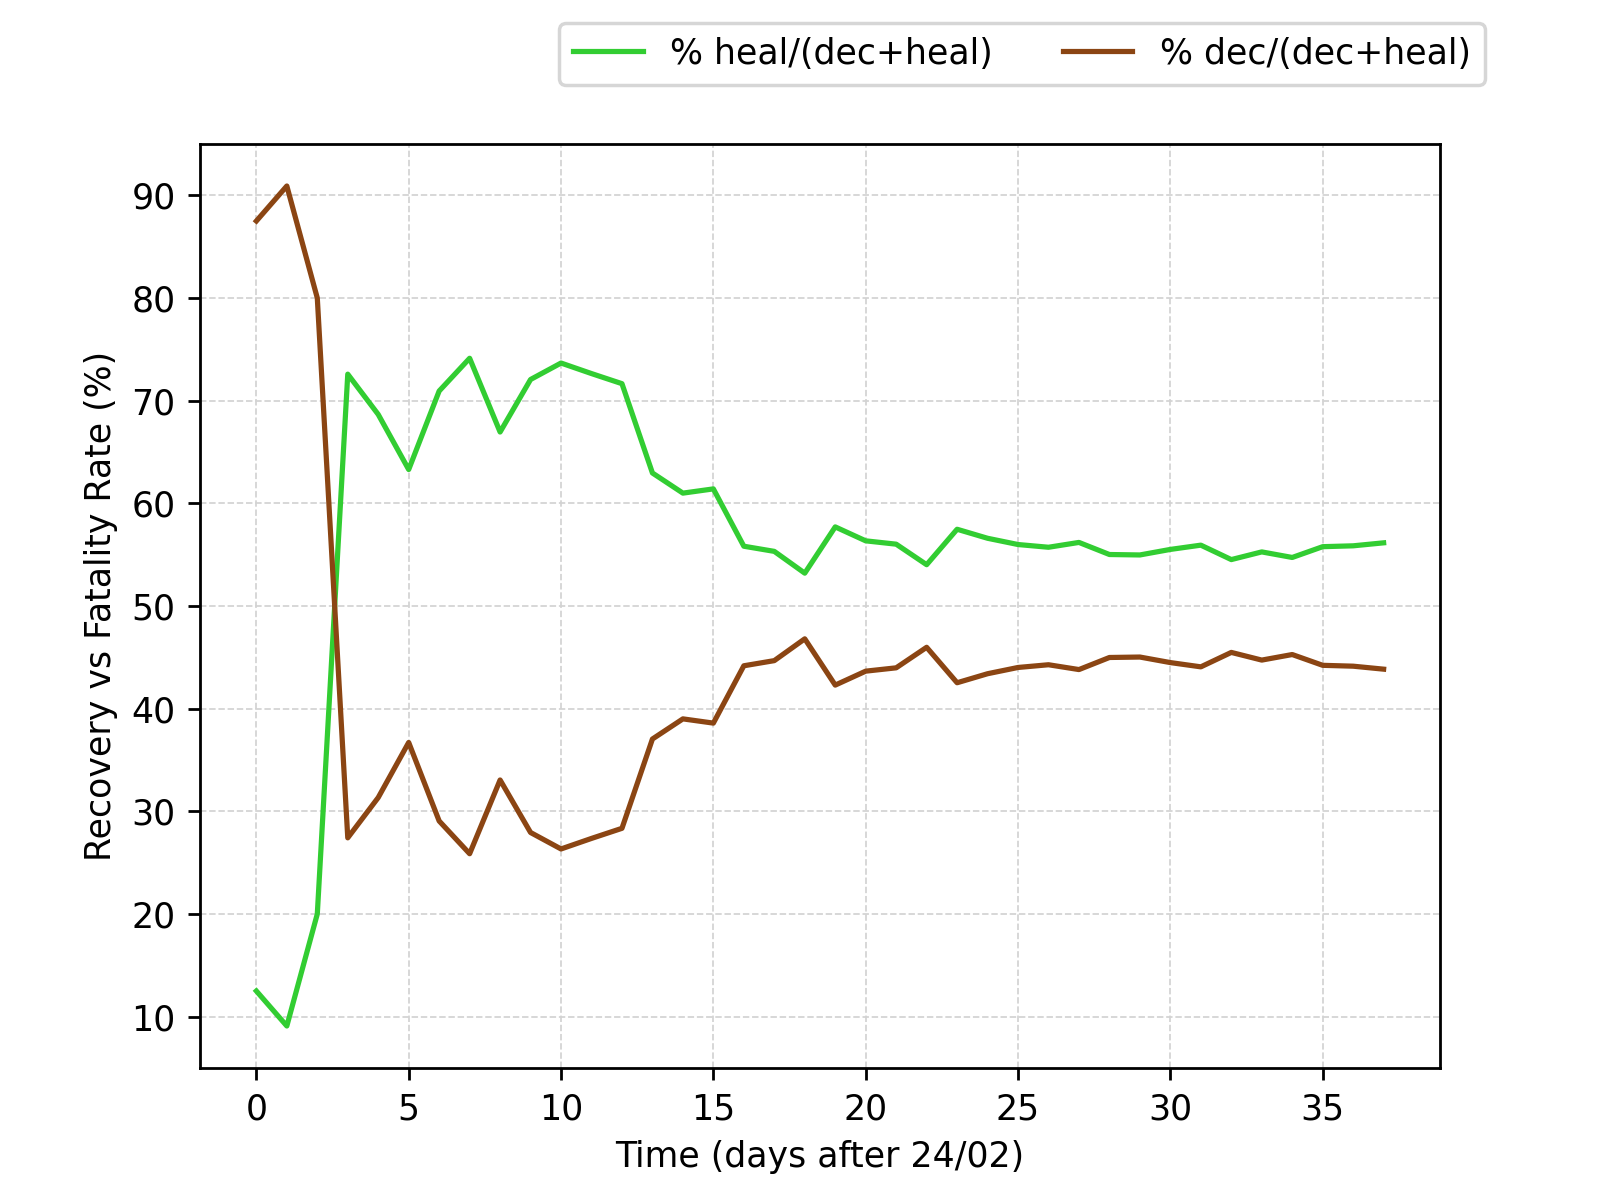 % heal/(dec+heal) % dec/(dec+heal)
Recovery vs Fatality Rate (%)
90
80
70
60
50
40
30
20
10
0 5 10 15 20 25 30 35
Time (days after 24/02)